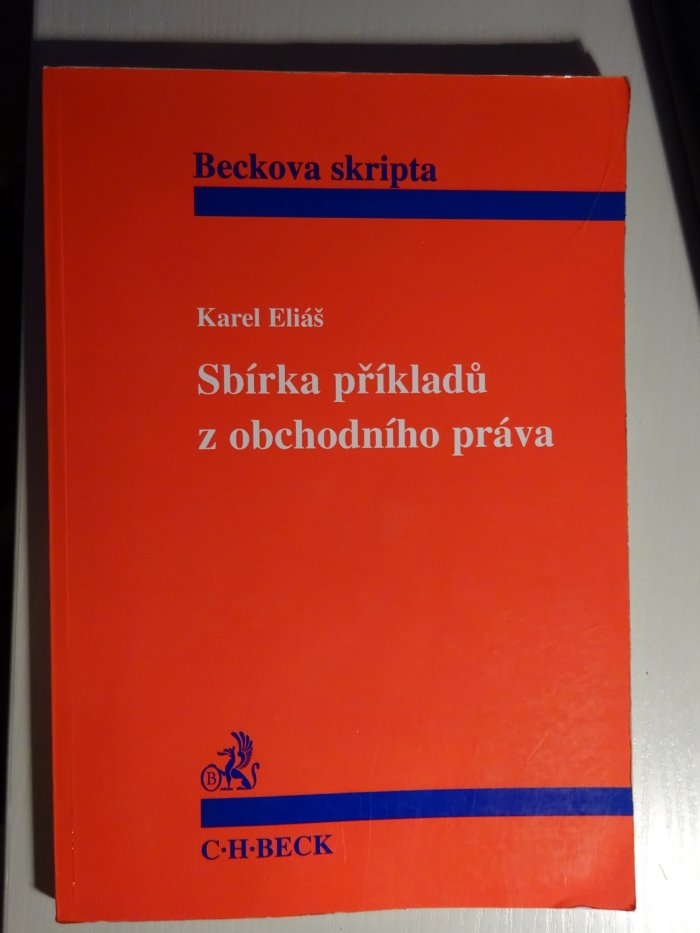 Beckova skripta
Karel Eliáš
Sbírka příkladů
z obchodního práva
B
C·H·BECK